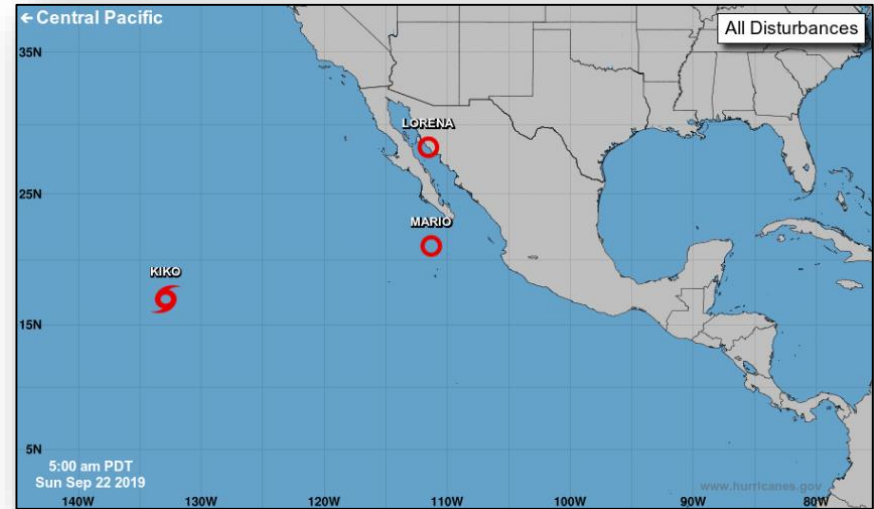 ← Central Pacific
All Disturbances
35N
LORENA
25N
MARIO
KIKO
15N
5N
5:00 am PDT
Sun Sep 22 2019
www.hurricanes.gov
140W 130W 120W 110W 100W 90W 80W